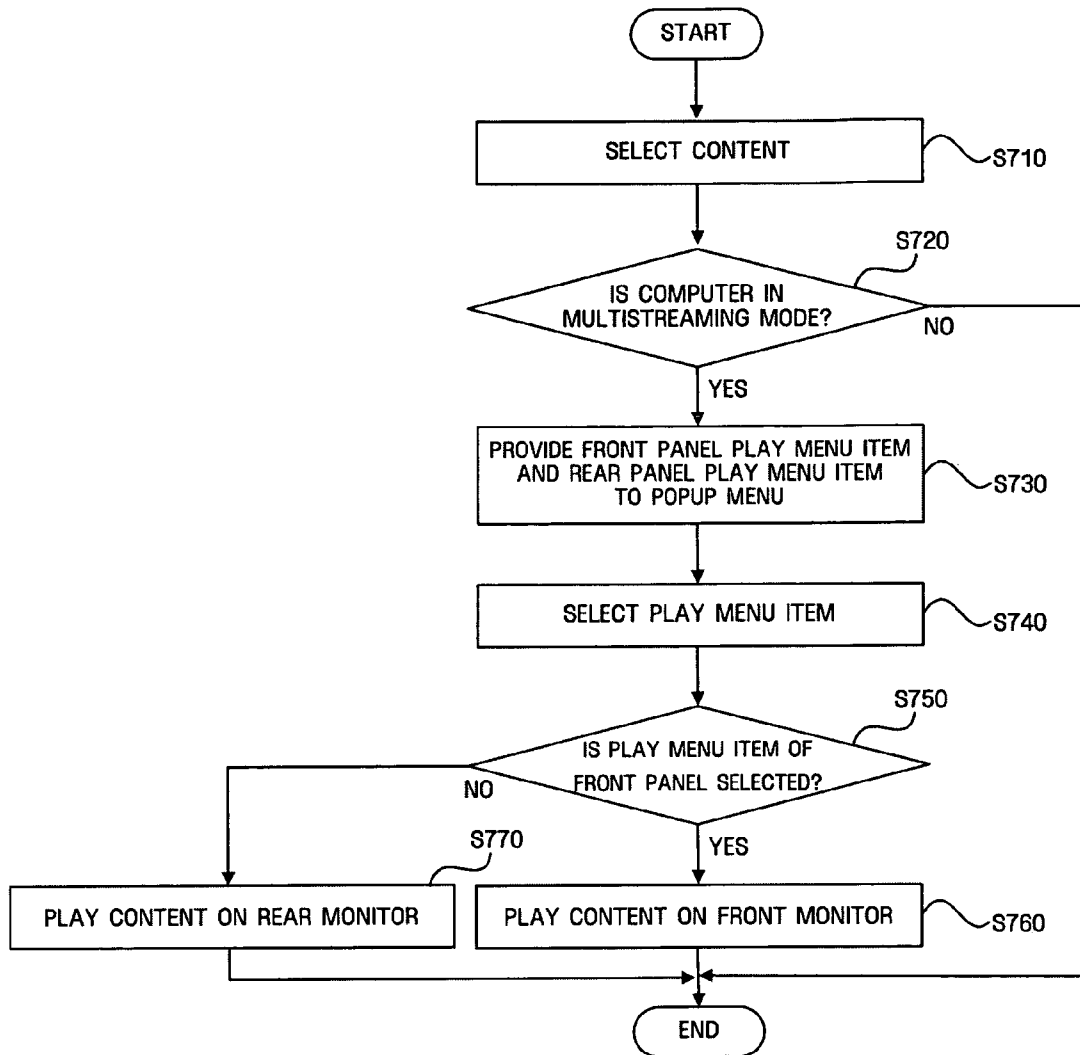 START
SELECT CONTENT
S710
S720
IS COMPUTER IN
MULTISTREAMING MODE?
NO
YES
PROVIDE FRONT PANEL PLAY MENU ITEM
AND REAR PANEL PLAY MENU ITEM
TO POPUP MENU
S730
SELECT PLAY MENU ITEM
S740
S750
IS PLAY MENU ITEM OF
FRONT PANEL SELECTED?
NO
YES
S770
PLAY CONTENT ON REAR MONITOR
PLAY CONTENT ON FRONT MONITOR
S760
END